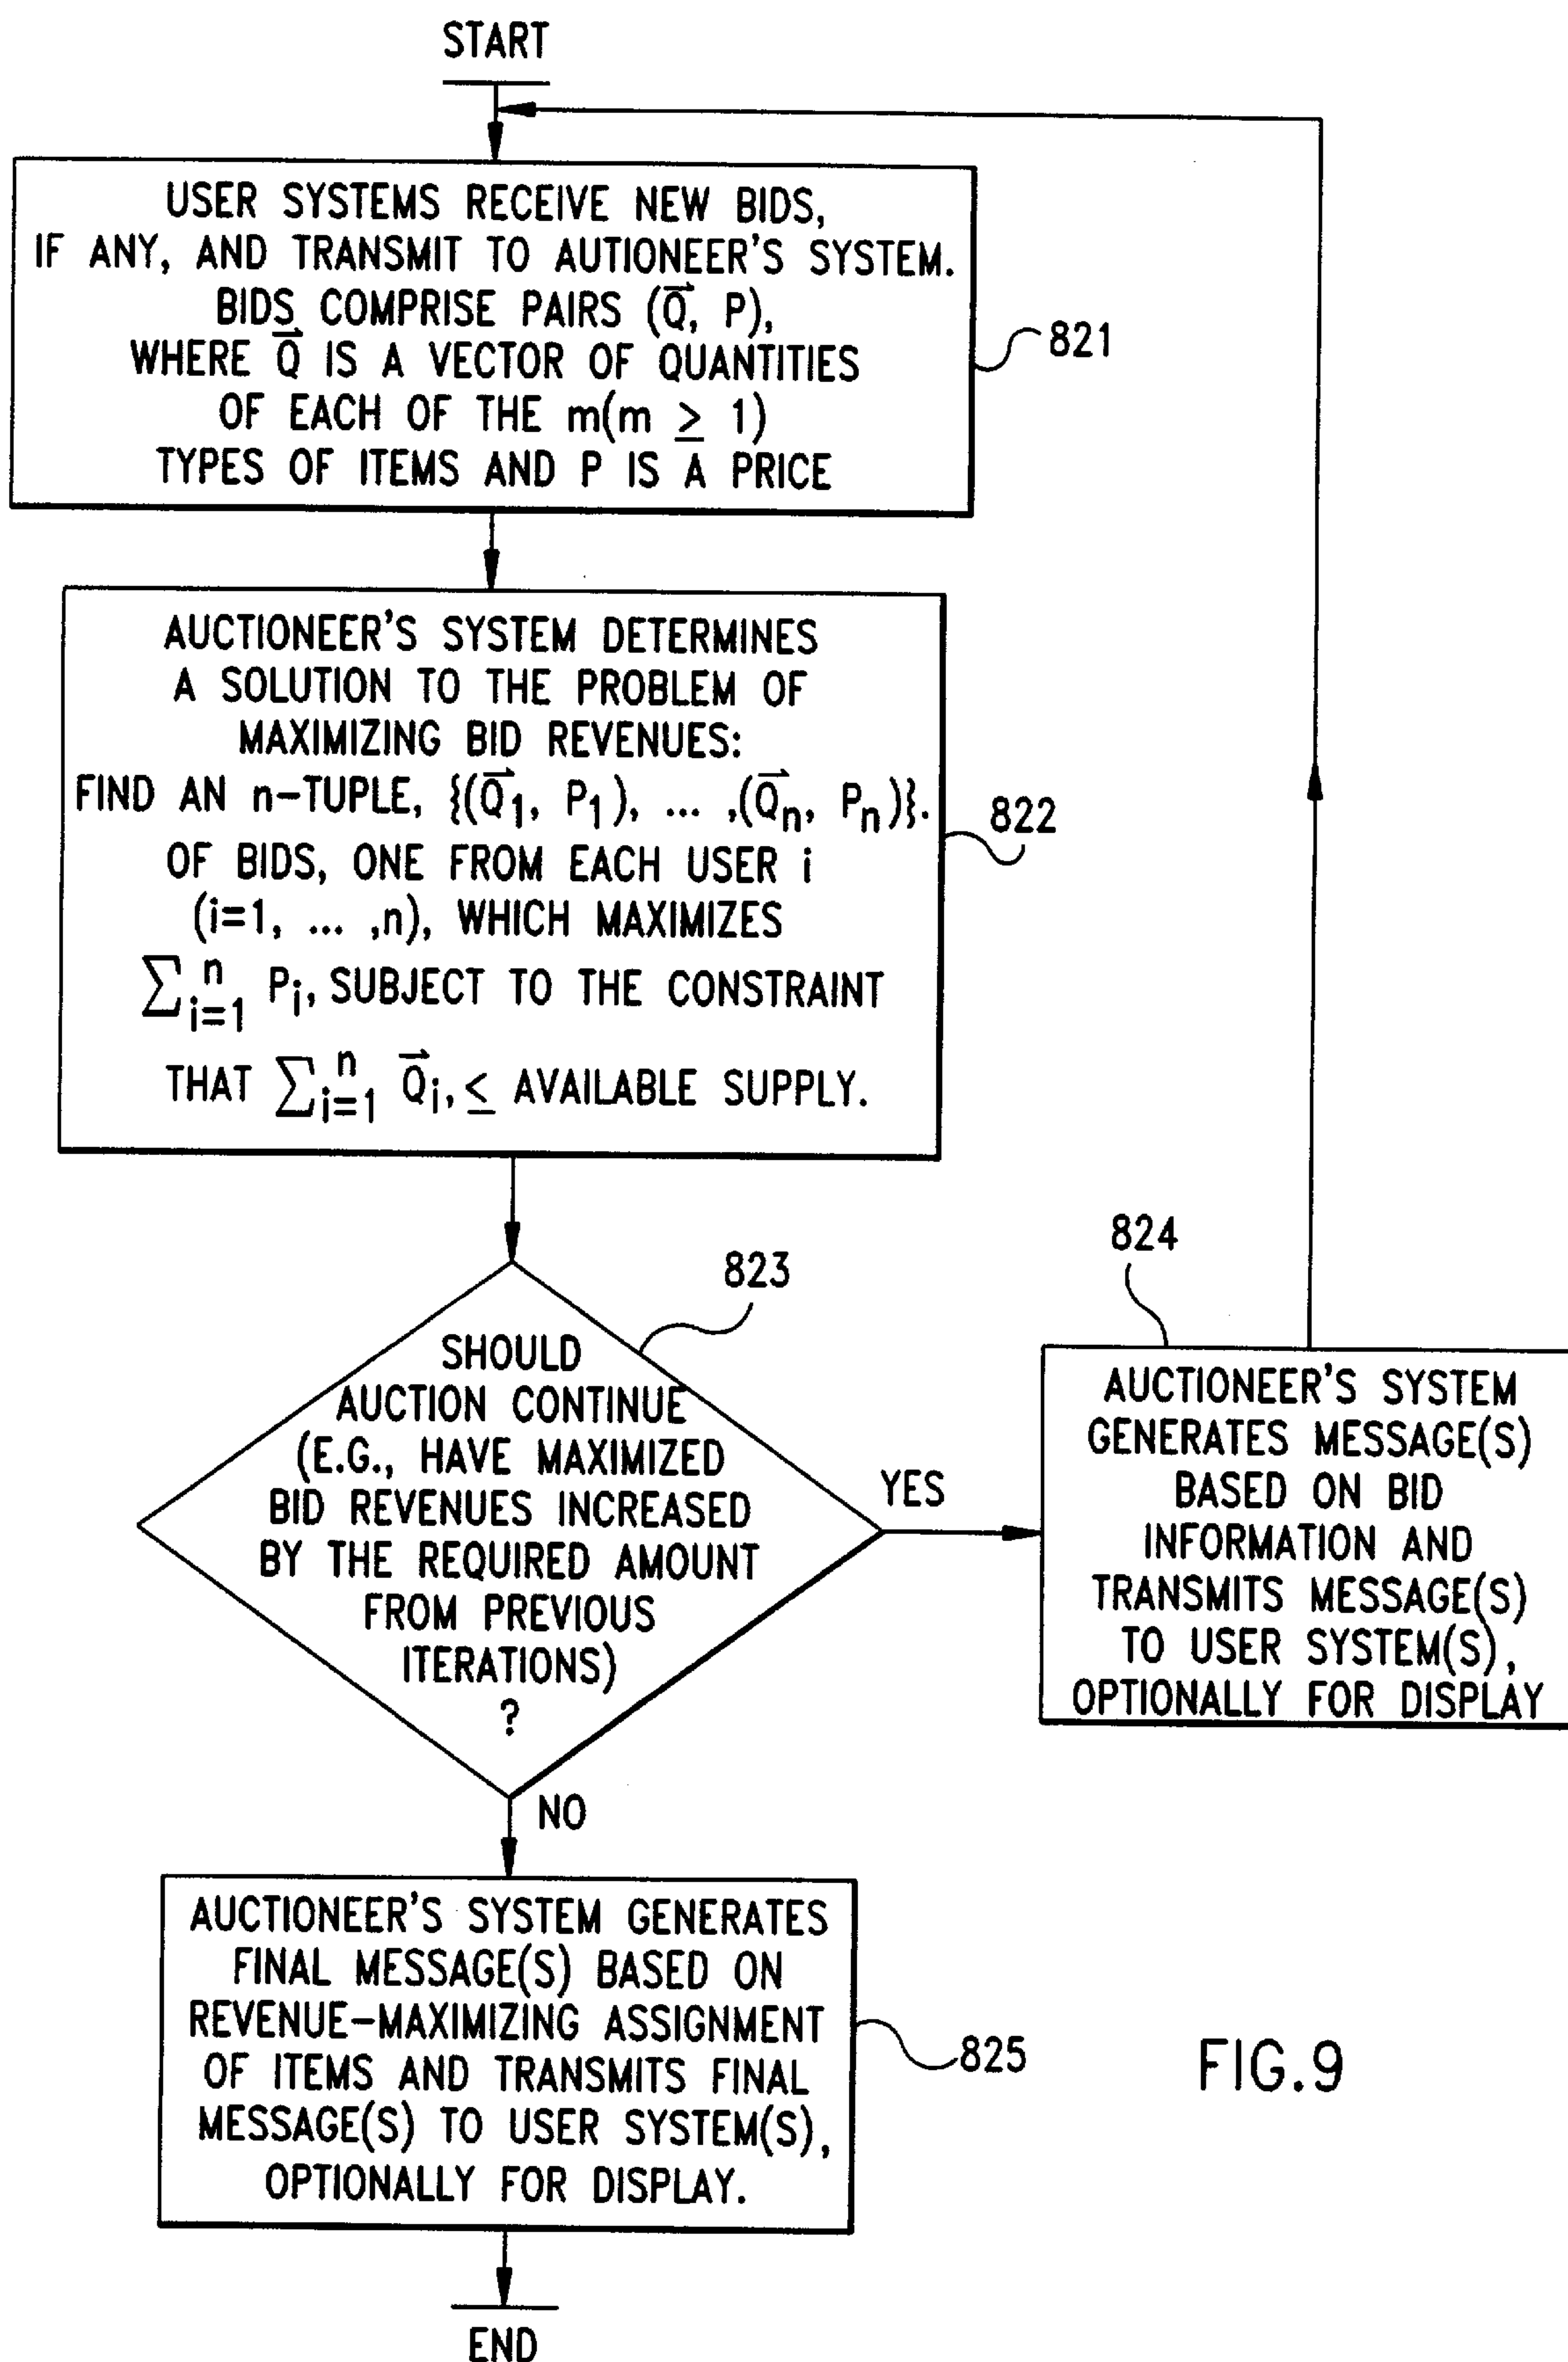 START
USER SYSTEMS RECEIVE NEW BIDS,
IF ANY, AND TRANSMIT TO AUTIONEER'S SYSTEM.
BIDS COMPRISE PAIRS (Q⃗, P),
WHERE Q⃗ IS A VECTOR OF QUANTITIES
OF EACH OF THE m(m ≥ 1)
TYPES OF ITEMS AND P IS A PRICE
821
AUCTIONEER'S SYSTEM DETERMINES
A SOLUTION TO THE PROBLEM OF
MAXIMIZING BID REVENUES:
FIND AN n-TUPLE, {(Q⃗₁, P₁), ... ,(Q⃗ₙ, Pₙ)}.
OF BIDS, ONE FROM EACH USER i
(i=1, ... ,n), WHICH MAXIMIZES
∑ᵢ₌₁ⁿ Pᵢ, SUBJECT TO THE CONSTRAINT
THAT ∑ᵢ₌₁ⁿ Q⃗ᵢ, ≤ AVAILABLE SUPPLY.
822
SHOULD
AUCTION CONTINUE
(E.G., HAVE MAXIMIZED
BID REVENUES INCREASED
BY THE REQUIRED AMOUNT
FROM PREVIOUS
ITERATIONS)
?
823
YES
NO
824
AUCTIONEER'S SYSTEM
GENERATES MESSAGE(S)
BASED ON BID
INFORMATION AND
TRANSMITS MESSAGE(S)
TO USER SYSTEM(S),
OPTIONALLY FOR DISPLAY
AUCTIONEER'S SYSTEM GENERATES
FINAL MESSAGE(S) BASED ON
REVENUE-MAXIMIZING ASSIGNMENT
OF ITEMS AND TRANSMITS FINAL
MESSAGE(S) TO USER SYSTEM(S),
OPTIONALLY FOR DISPLAY.
825
END
FIG.9